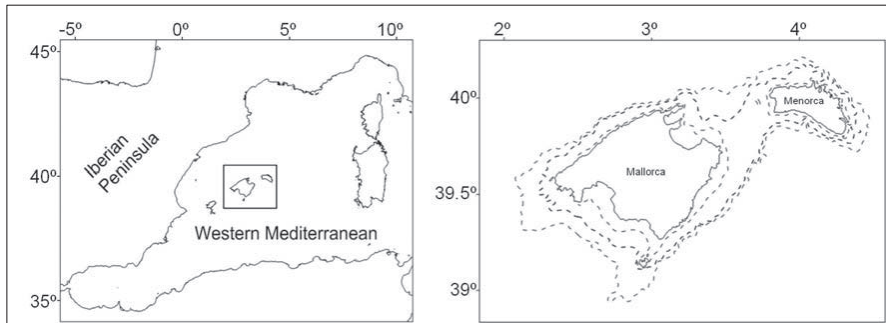 -5º 0º 5º 10º
45º
40º
35º
Iberian
Peninsula
Western Mediterranean
2º 3º 4º
40º
39.5º
39º
Menorca
Mallorca